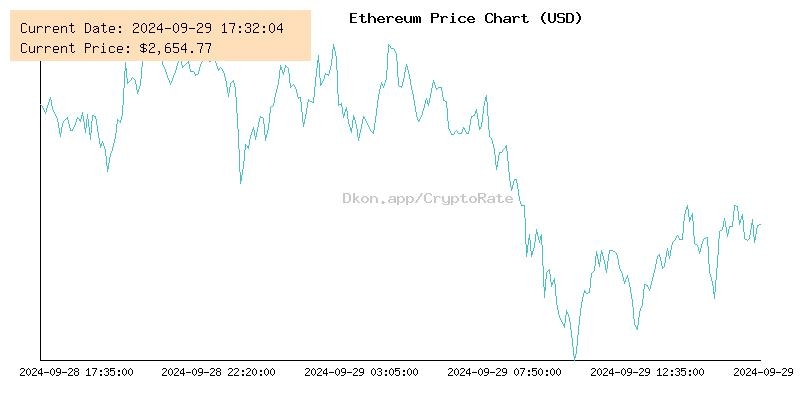 Ethereum Price Chart (USD)
Current Date: 2024-09-29 17:32:04
Current Price: $2,654.77
Dkon.app/CryptoRate
2024-09-28 17:35:00
2024-09-28 22:20:00
2024-09-29 03:05:00
2024-09-29 07:50:00
2024-09-29 12:35:00
2024-09-29